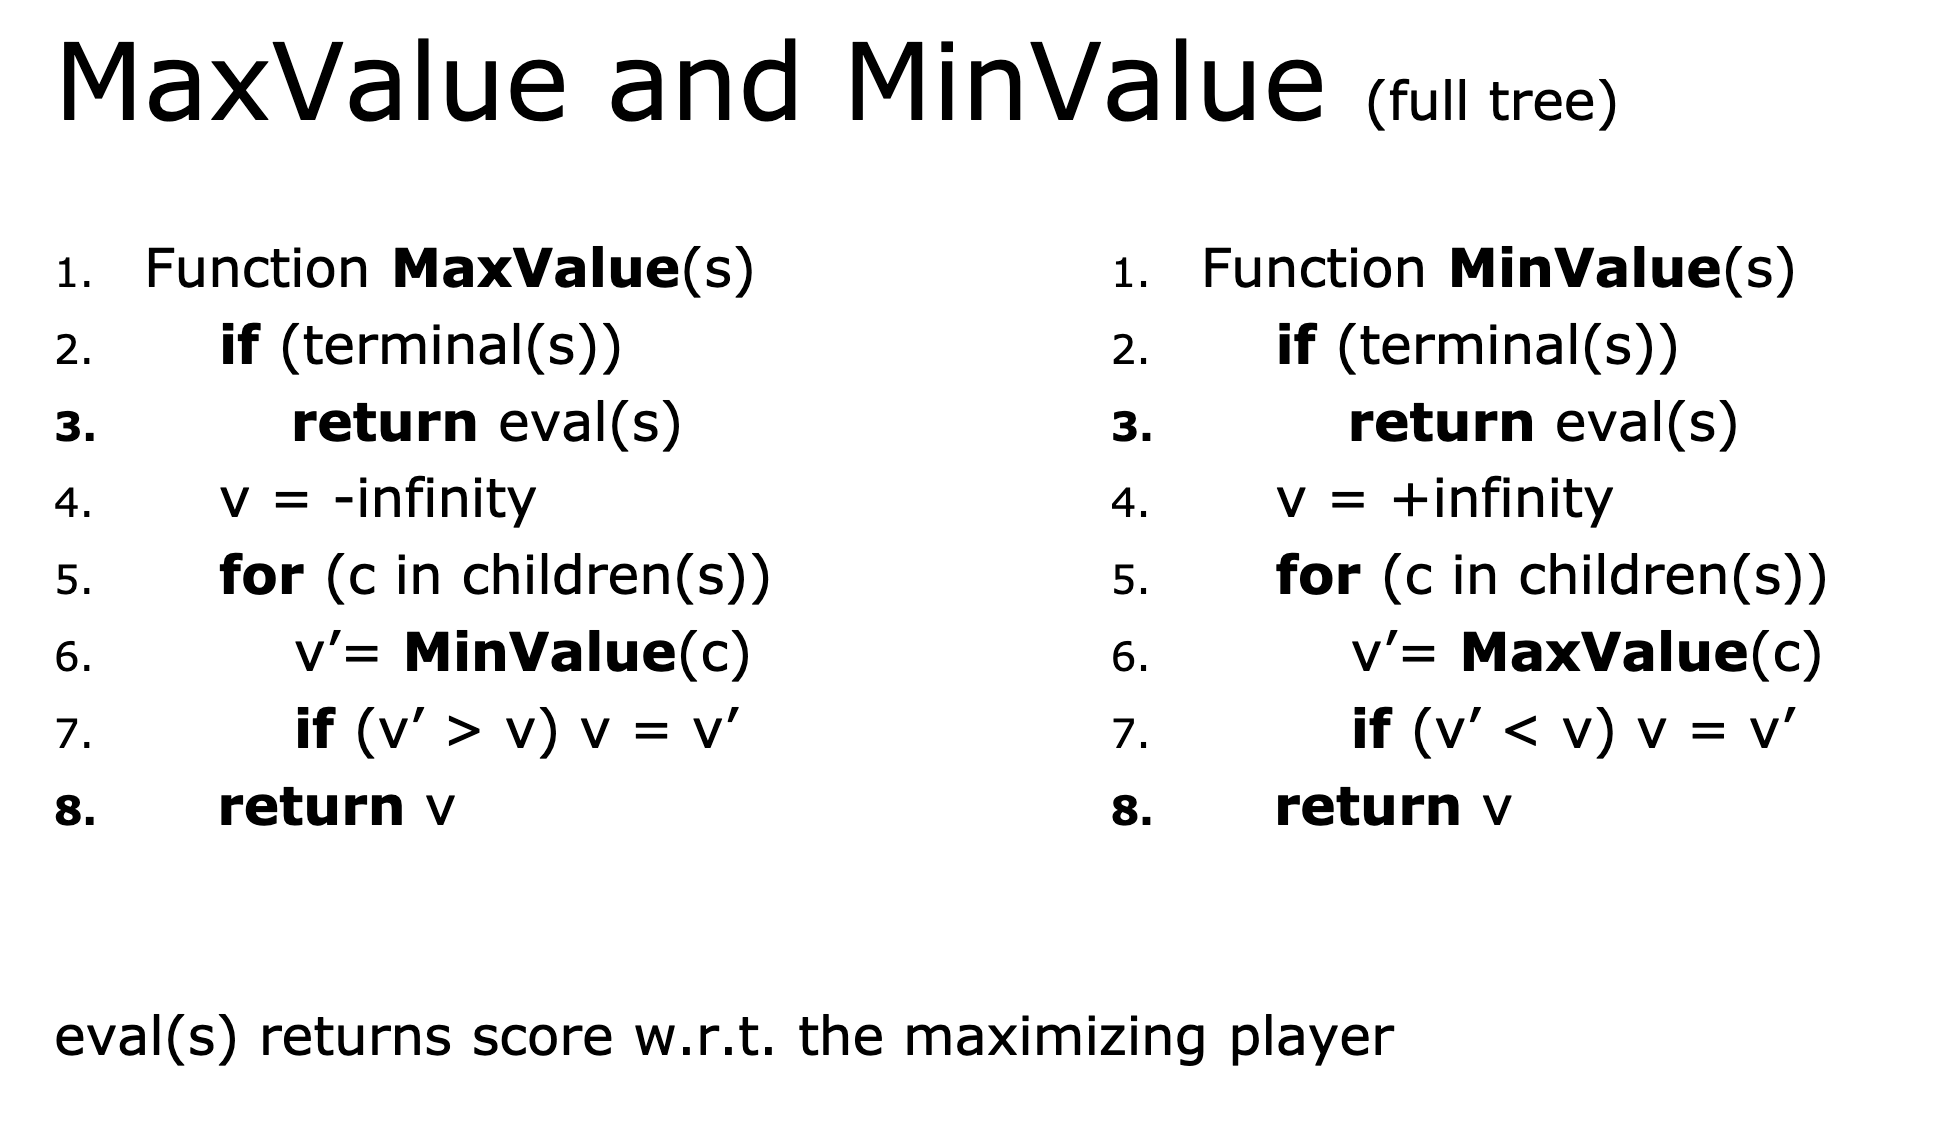 MaxValue and MinValue (full tree)
1. Function MaxValue(s)
2. if (terminal(s))
3. return eval(s)
4. v = -infinity
5. for (c in children(s))
6. v’= MinValue(c)
7. if (v’ > v) v = v’
8. return v
1. Function MinValue(s)
2. if (terminal(s))
3. return eval(s)
4. v = +infinity
5. for (c in children(s))
6. v’= MaxValue(c)
7. if (v’ < v) v = v’
8. return v
eval(s) returns score w.r.t. the maximizing player